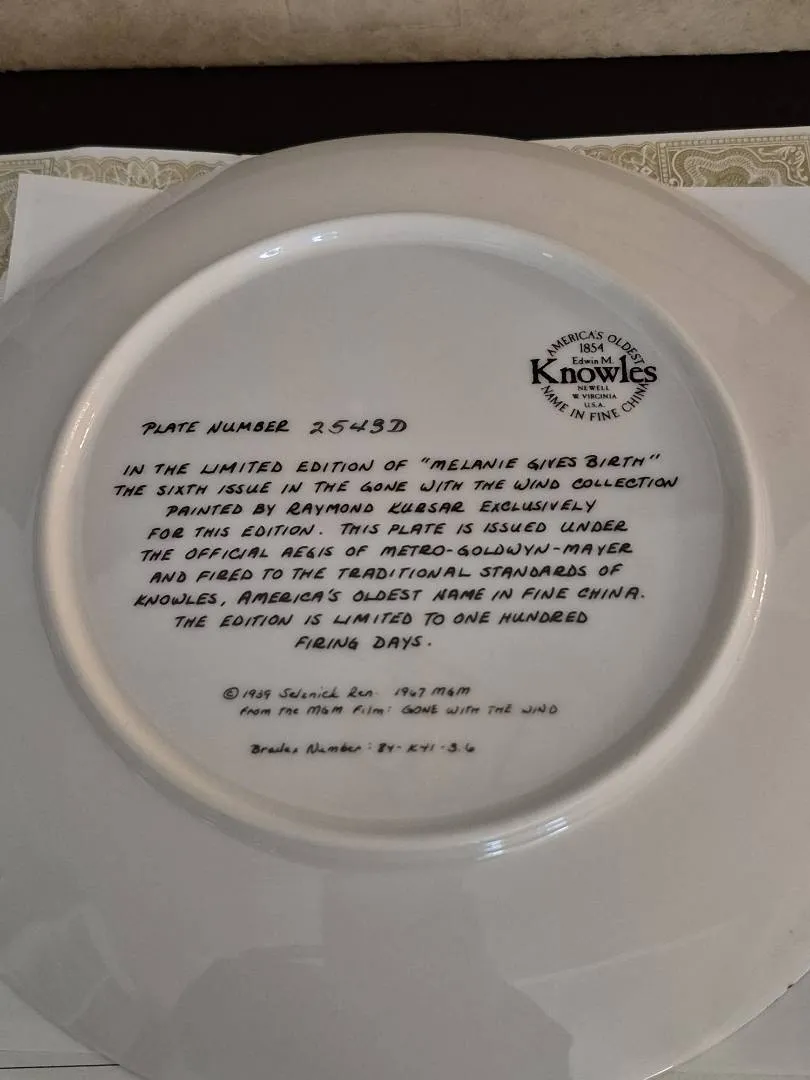 AMERICA'S OLDEST
1854
Edwin M.
Knowles
NEWELL
W. VIRGINIA
U.S.A.
NAME IN FINE CHINA
PLATE NUMBER 2543D
IN THE LIMITED EDITION OF "MELANIE GIVES BIRTH"
THE SIXTH ISSUE IN THE GONE WITH THE WIND COLLECTION
PAINTED BY RAYMOND KURSAR EXCLUSIVELY
FOR THIS EDITION. THIS PLATE IS ISSUED UNDER
THE OFFICIAL AEGIS OF METRO-GOLDWYN-MAYER
AND FIRED TO THE TRADITIONAL STANDARDS OF
KNOWLES, AMERICA'S OLDEST NAME IN FINE CHINA.
THE EDITION IS LIMITED TO ONE HUNDRED
FIRING DAYS.
© 1939 Selznick Ren. 1967 MGM
From the MGM Film: GONE WITH THE WIND
Bradex Number: 84-K41-3.6